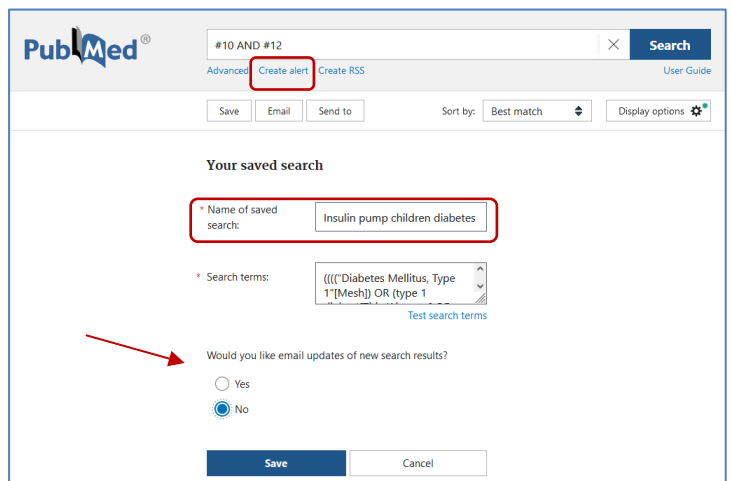 PubMed®
#10 AND #12
Search
Advanced Create alert Create RSS
User Guide
Save Email Send to
Sort by: Best match
Display options
Your saved search
* Name of saved
search:
Insulin pump children diabetes
* Search terms:
(((("Diabetes Mellitus, Type
1"[Mesh]) OR (type 1
Test search terms
Would you like email updates of new search results?
Yes
No
Save Cancel